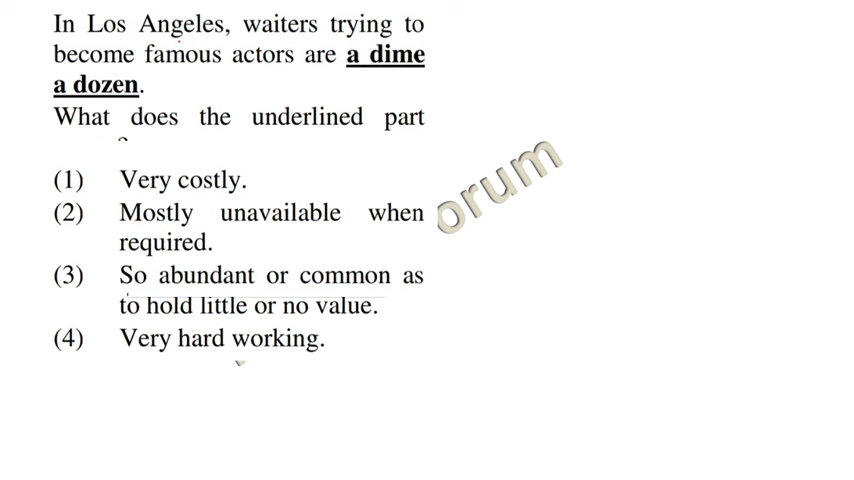 In Los Angeles, waiters trying to
become famous actors are a dime
a dozen.
What does the underlined part
(1) Very costly.
(2) Mostly unavailable when
required.
(3) So abundant or common as
to hold little or no value.
(4) Very hard working.
orum